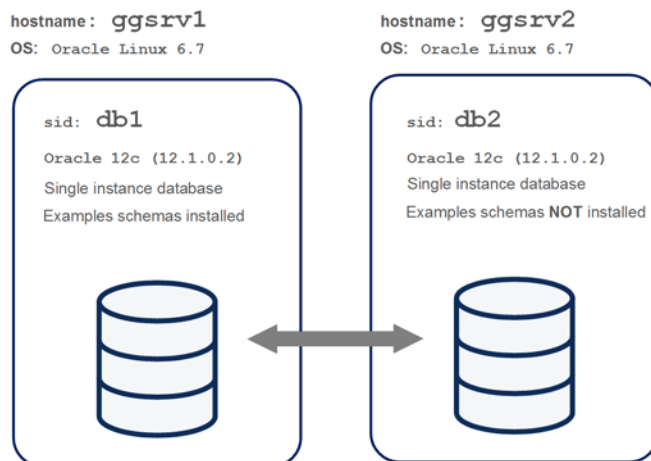 hostname : ggsrv1
OS: Oracle Linux 6.7
sid: db1
Oracle 12c (12.1.0.2)
Single instance database
Examples schemas installed
hostname : ggsrv2
OS: Oracle Linux 6.7
sid: db2
Oracle 12c (12.1.0.2)
Single instance database
Examples schemas NOT installed